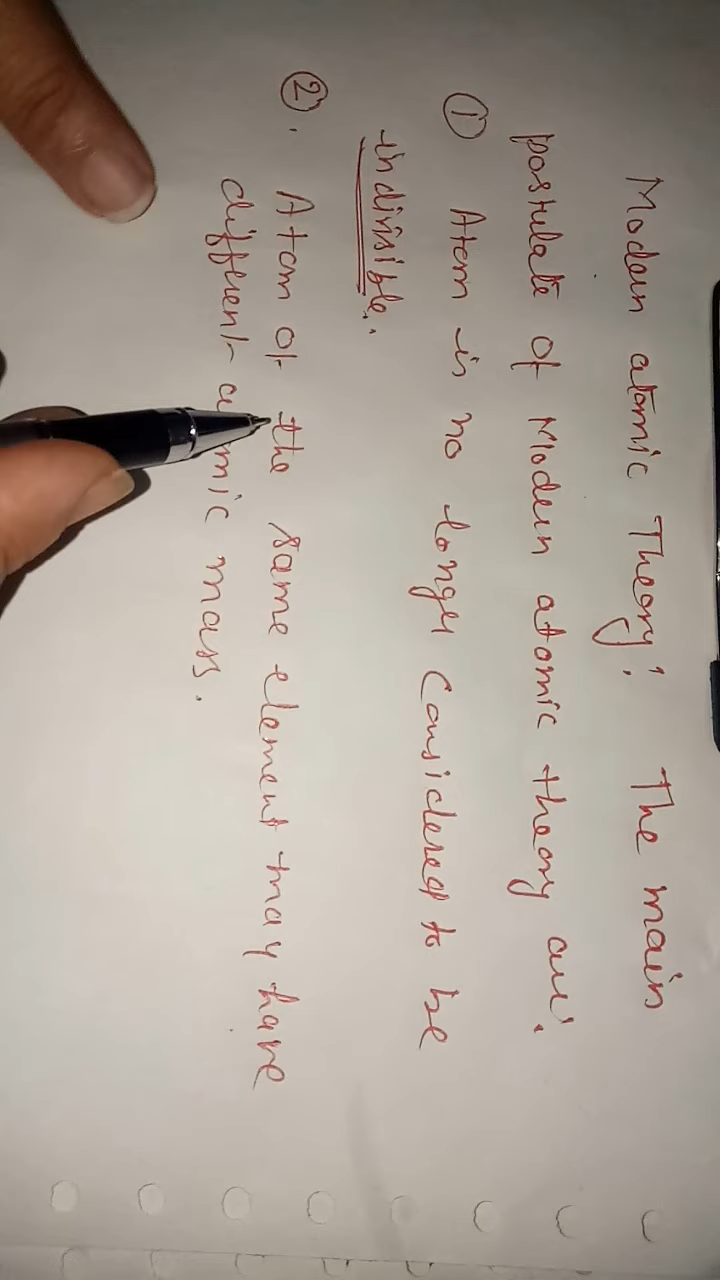 Modern atomic Theory: The main
postulate of Modern atomic theory are:
① Atom is no longer considered to be
indivisible.
②. Atom of the same element may have
different atomic mass.